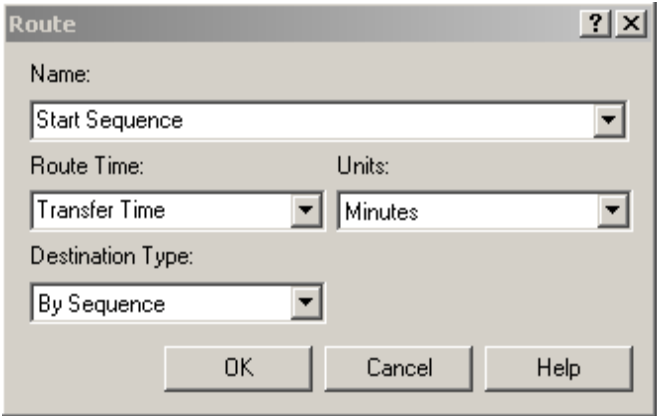 Route
Name:
Start Sequence
Route Time: Units:
Transfer Time Minutes
Destination Type:
By Sequence
OK Cancel Help